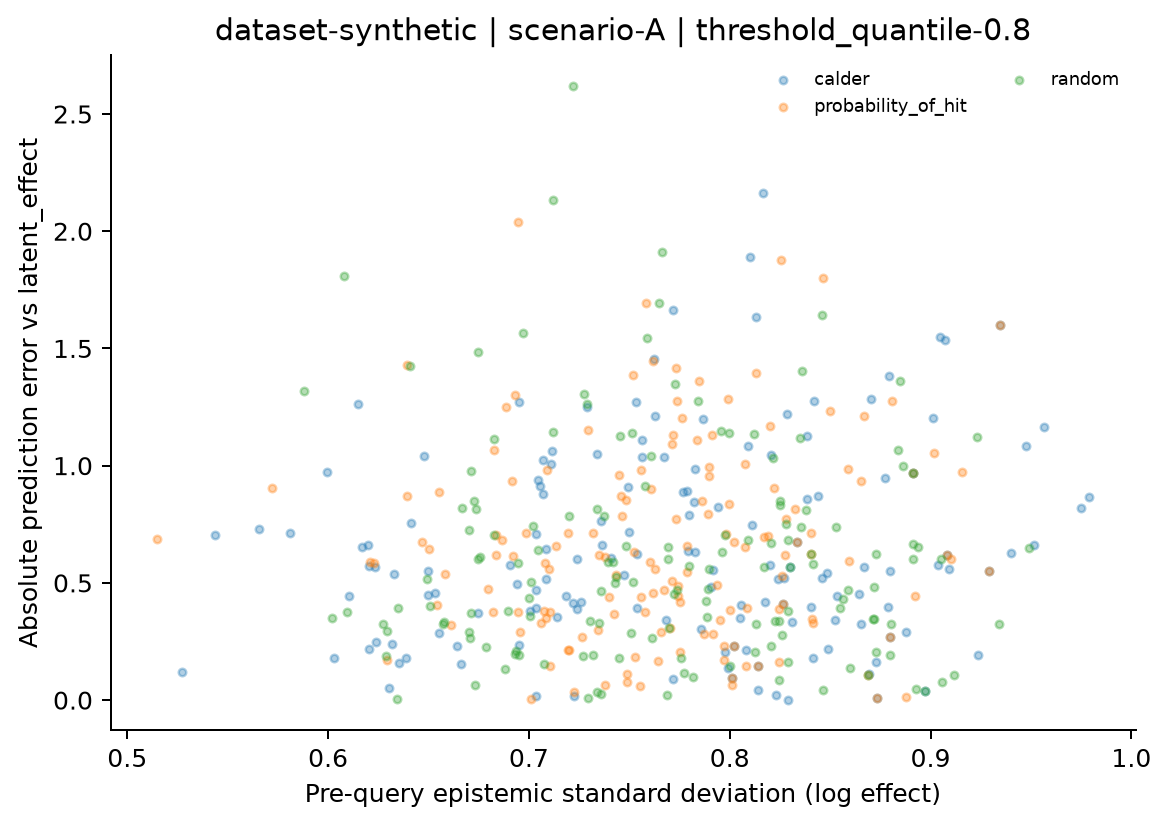 dataset-synthetic | scenario-A | threshold_quantile-0.8
calder
probability_of_hit
random
Absolute prediction error vs latent_effect
2.5
2.0
1.5
1.0
0.5
0.0
0.5
0.6
0.7
0.8
0.9
1.0
Pre-query epistemic standard deviation (log effect)